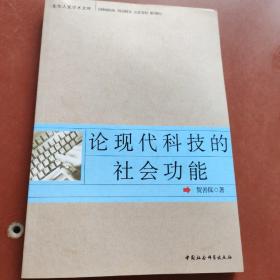 论现代科技的
社会功能
贺善侃 著
中国社会科学出版社